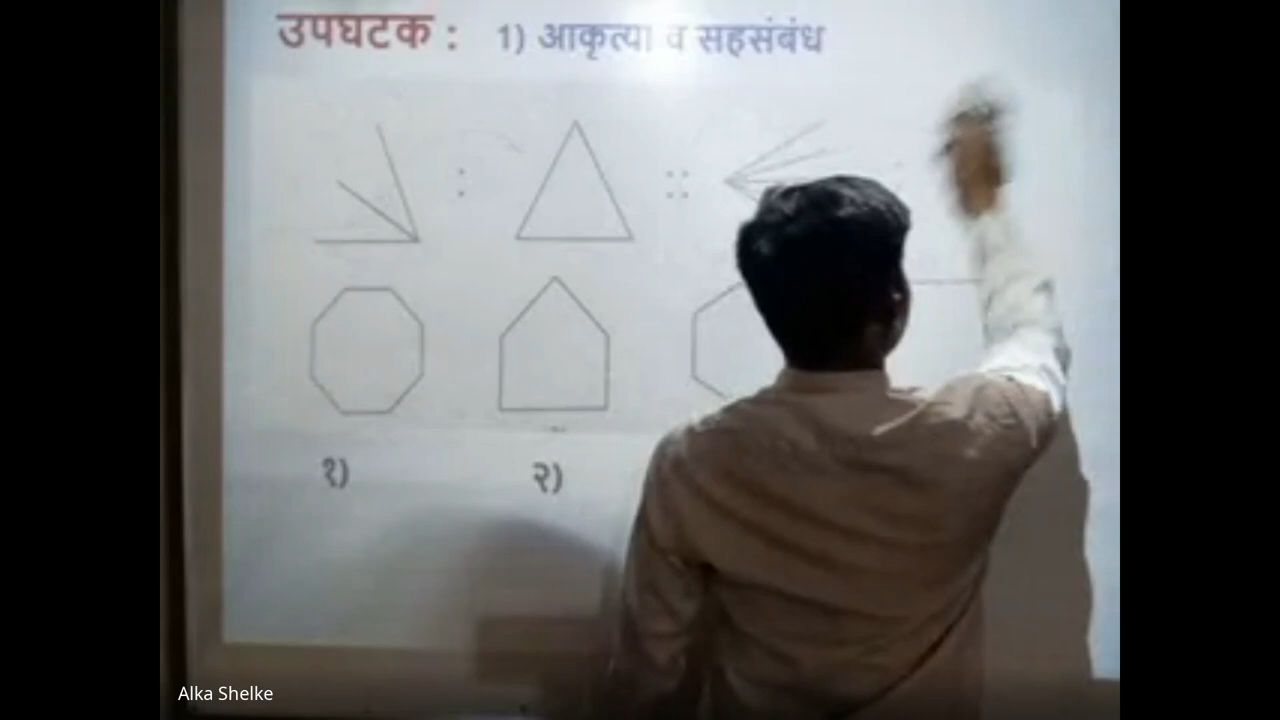 उपघटक : 1) आकृत्या व सहसंबंध
: ::
१) २)
Alka Shelke